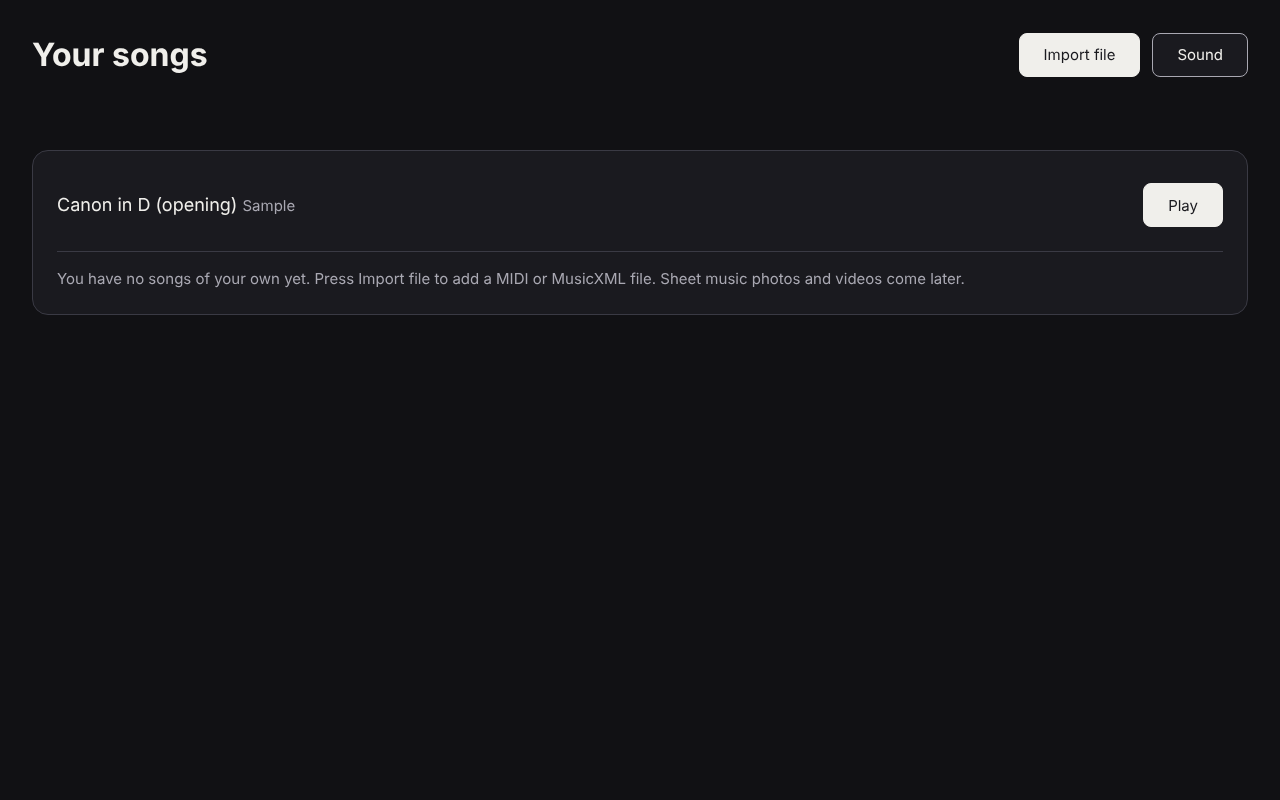 Your songs
Import file
Sound
Canon in D (opening) Sample
Play
You have no songs of your own yet. Press Import file to add a MIDI or MusicXML file. Sheet music photos and videos come later.